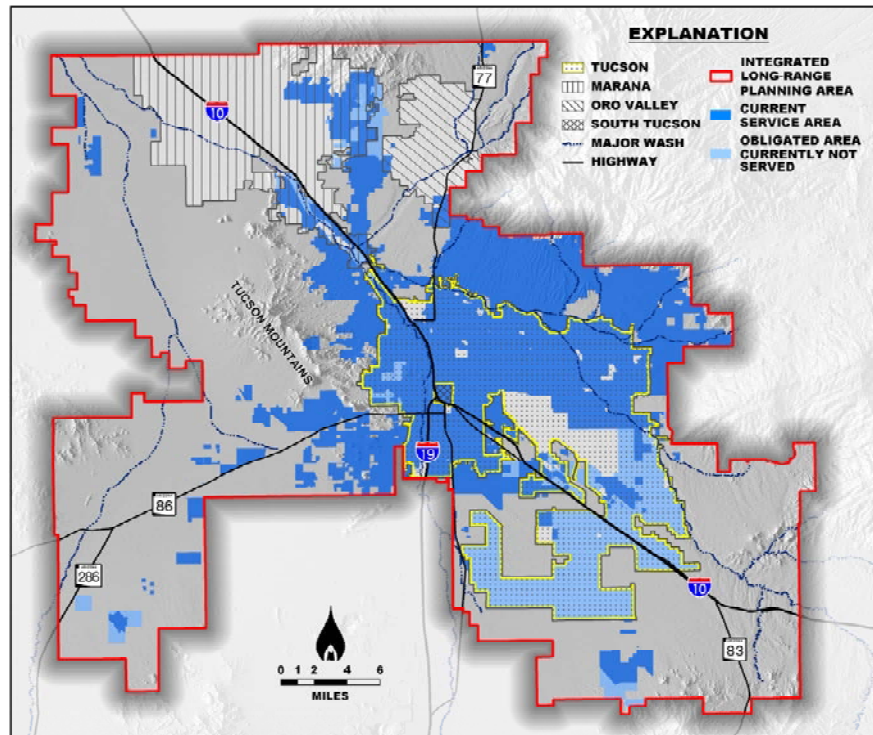 EXPLANATION
TUCSON
MARANA
ORO VALLEY
SOUTH TUCSON
MAJOR WASH
HIGHWAY
INTEGRATED
LONG-RANGE
PLANNING AREA
CURRENT
SERVICE AREA
OBLIGATED AREA
CURRENTLY NOT
SERVED
77
10
TUCSON MOUNTAINS
19
86
286
10
83
0 1 2 4 6
MILES